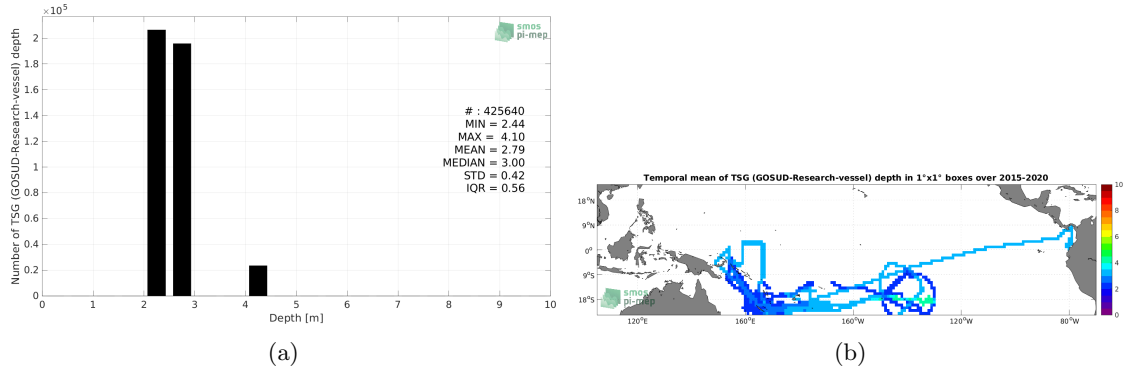 ×10⁵
2
1.8
1.6
1.4
1.2
1
0.8
0.6
0.4
0.2
0
Number of TSG (GOSUD-Research-vessel) depth
smos
pi-mep
# : 425640
MIN = 2.44
MAX = 4.10
MEAN = 2.79
MEDIAN = 3.00
STD = 0.42
IQR = 0.56
0 1 2 3 4 5 6 7 8 9 10
Depth [m]
(a)
Temporal mean of TSG (GOSUD-Research-vessel) depth in 1°x1° boxes over 2015-2020
18°N
9°N
0°
9°S
18°S
smos
pi-mep
120°E 160°E 160°W 120°W 80°W
10
8
6
4
2
0
(b)